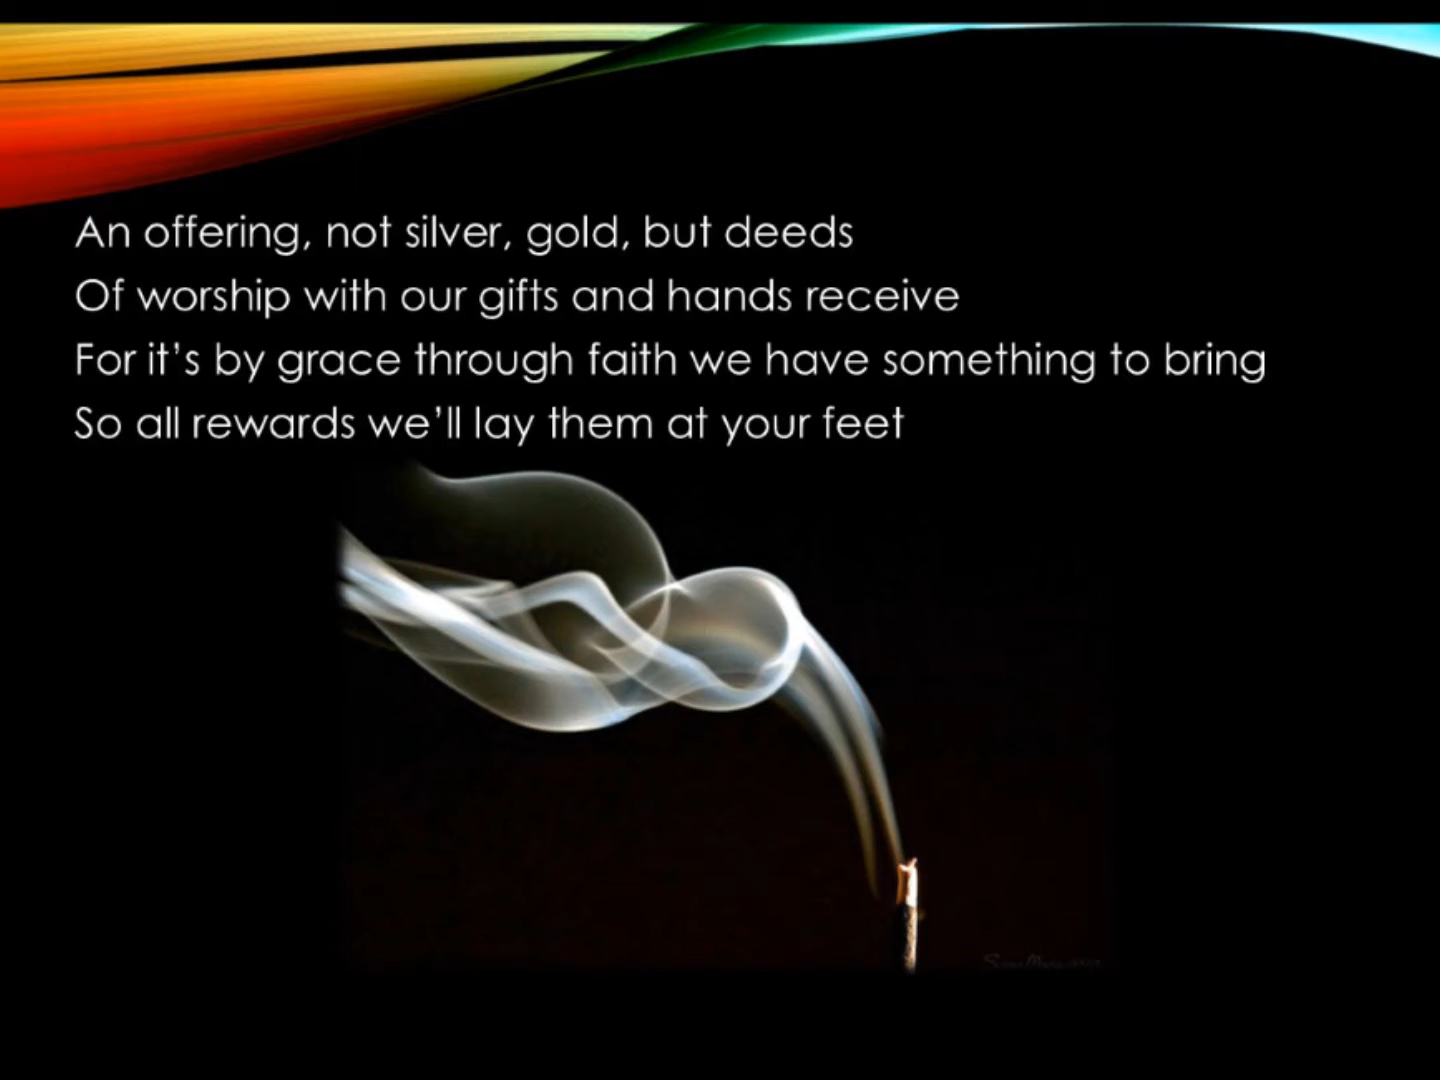 An offering, not silver, gold, but deeds
Of worship with our gifts and hands receive
For it’s by grace through faith we have something to bring
So all rewards we’ll lay them at your feet